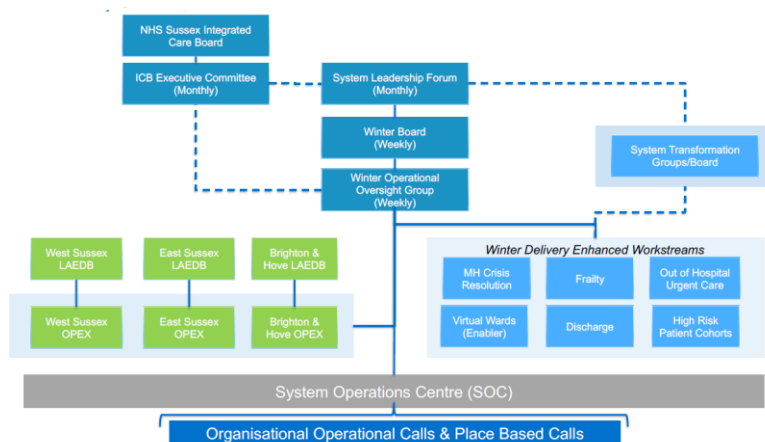 NHS Sussex Integrated
Care Board
ICB Executive Committee
(Monthly)
System Leadership Forum
(Monthly)
Winter Board
(Weekly)
System Transformation
Groups/Board
Winter Operational
Oversight Group
(Weekly)
West Sussex
LAEDB
East Sussex
LAEDB
Brighton &
Hove LAEDB
Winter Delivery Enhanced Workstreams
MH Crisis
Resolution
Frailty
Out of Hospital
Urgent Care
West Sussex
OPEX
East Sussex
OPEX
Brighton &
Hove OPEX
Virtual Wards
(Enabler)
Discharge
High Risk
Patient Cohorts
System Operations Centre (SOC)
Organisational Operational Calls & Place Based Calls